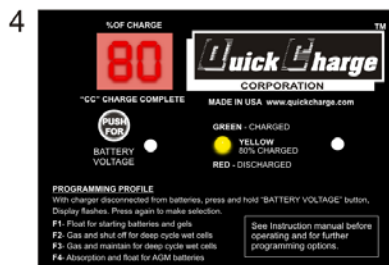 4
%OF CHARGE
TM
80
Quick Charge
CORPORATION
"CC" CHARGE COMPLETE
MADE IN USA www.quickcharge.com
PUSH
FOR
BATTERY
VOLTAGE
GREEN - CHARGED
YELLOW
80% CHARGED
RED - DISCHARGED
PROGRAMMING PROFILE
With charger disconnected from batteries, press and hold "BATTERY VOLTAGE" button,
Display flashes. Press again to make selection.
F1- Float for starting batteries and gels
F2- Gas and shut off for deep cycle wet cells
F3- Gas and maintain for deep cycle wet cells
F4- Absorption and float for AGM batteries
See Instruction manual before
operating and for further
programming options.